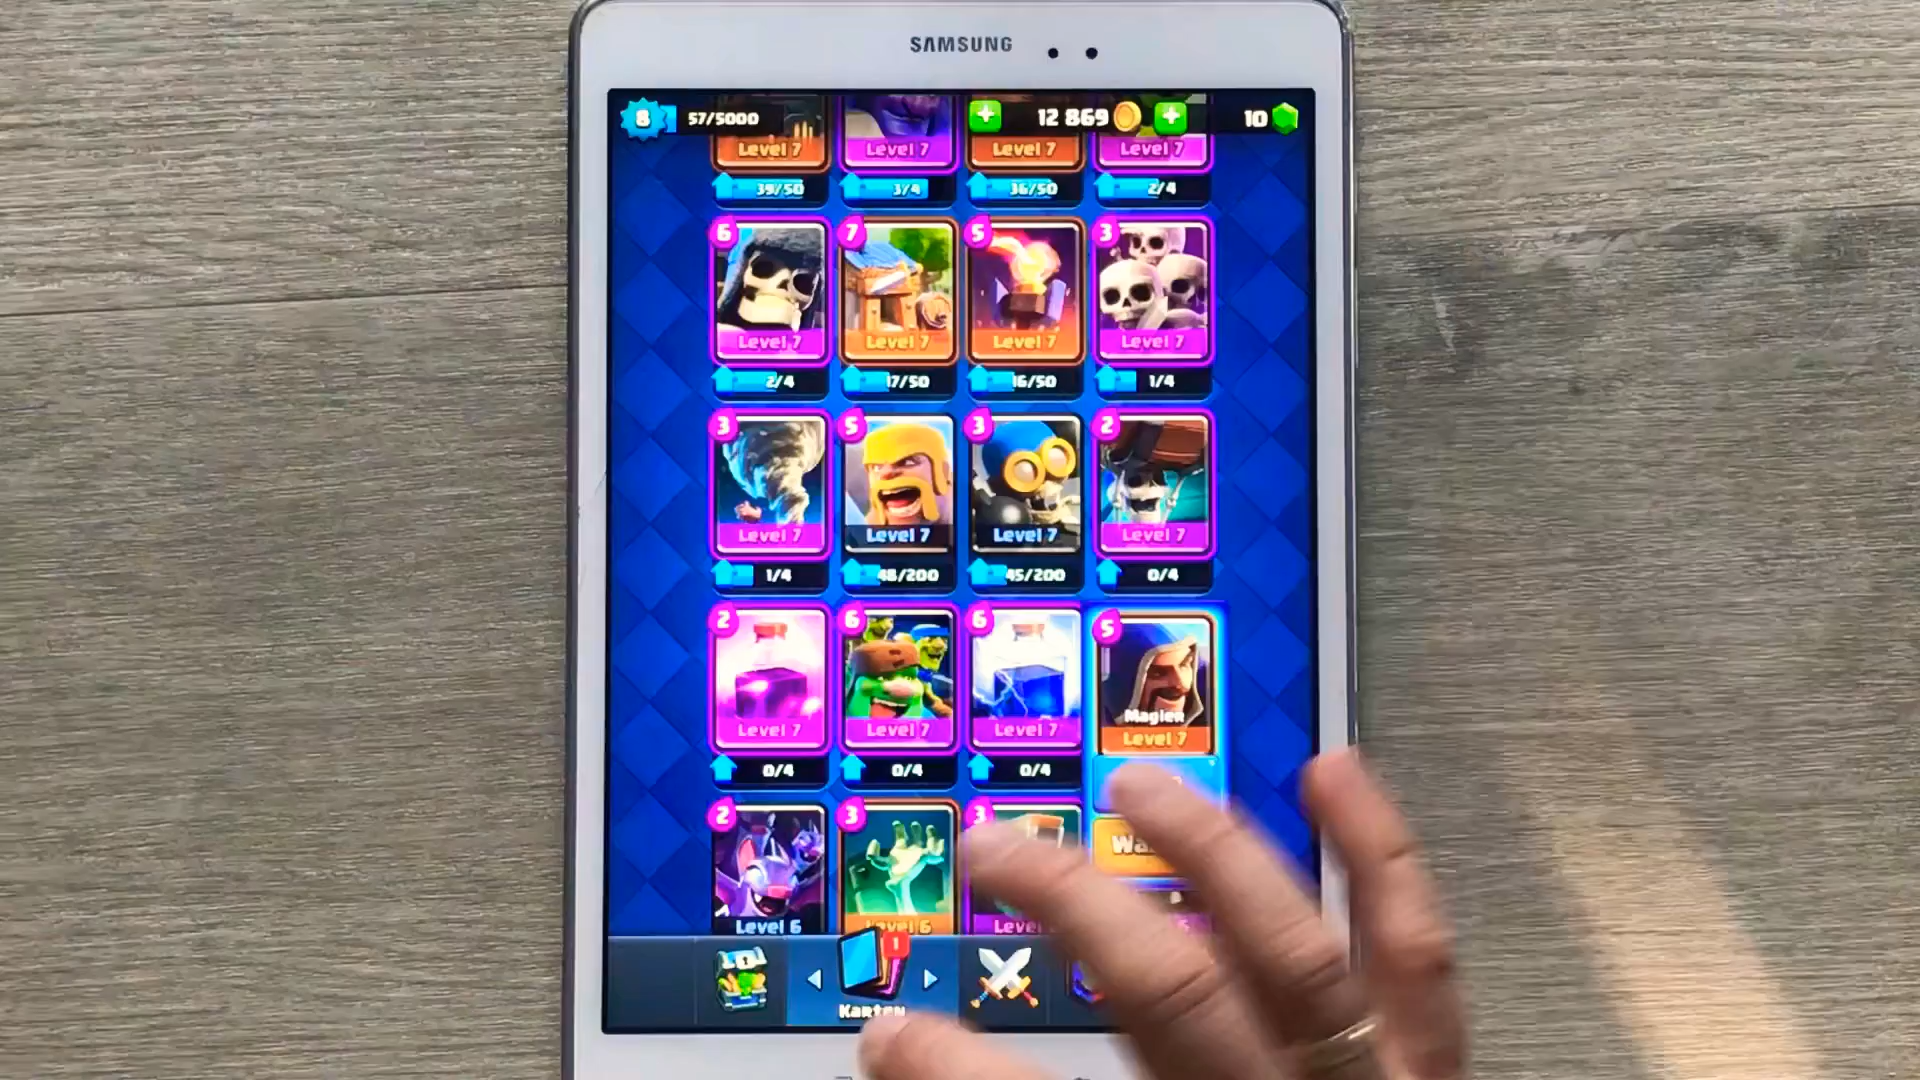 SAMSUNG
8 57/5000 12 869 10
Level 7 Level 7 Level 7 Level 7
39/50 3/4 36/50 2/4
6 7 5 3
Level 7 Level 7 Level 7 Level 7
2/4 17/50 16/50 1/4
3 5 3 2
Level 7 Level 7 Level 7 Level 7
1/4 48/200 45/200 0/4
2 6 6 5
Magier
Level 7 Level 7 Level 7 Level 7
0/4 0/4 0/4
2 3 3
Level 6 Level 6
1
Karten